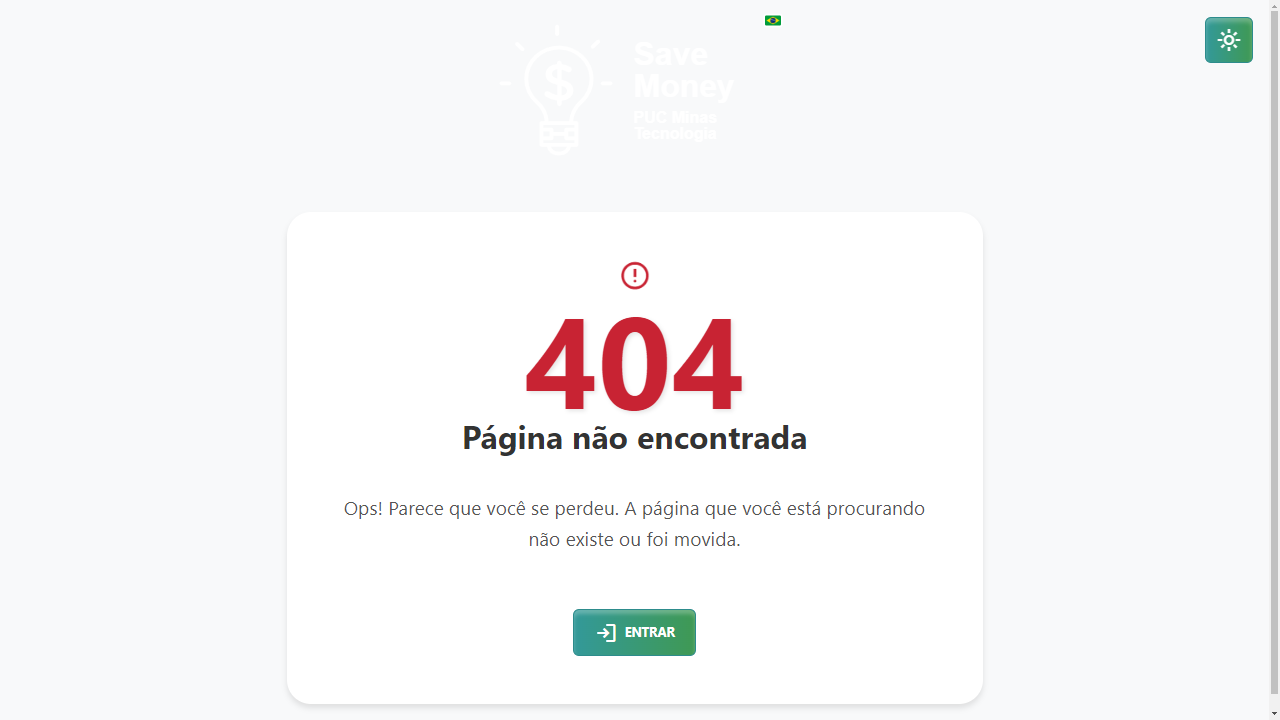 Save
Money
PUC Minas
Tecnologia
404
Página não encontrada
Ops! Parece que você se perdeu. A página que você está procurando
não existe ou foi movida.
ENTRAR